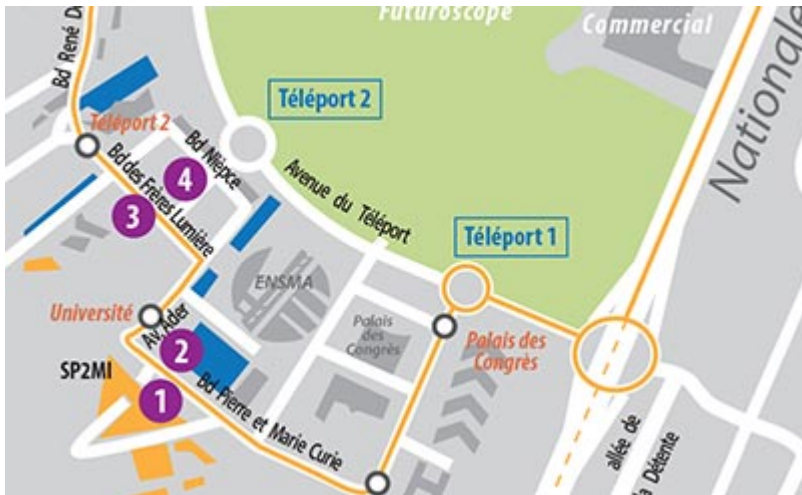 Futuroscope
Commercial
Nationale
Bd René D
Téléport 2
Téléport 2
Bd Nièpce
Bd des Frères Lumière
4
3
Avenue du Téléport
Téléport 1
ENSMA
Université
Av. Ader
Palais
des
Congrès
Palais des
Congrès
SP2MI
2
1
Bd Pierre et Marie Curie
allée de
la Détente